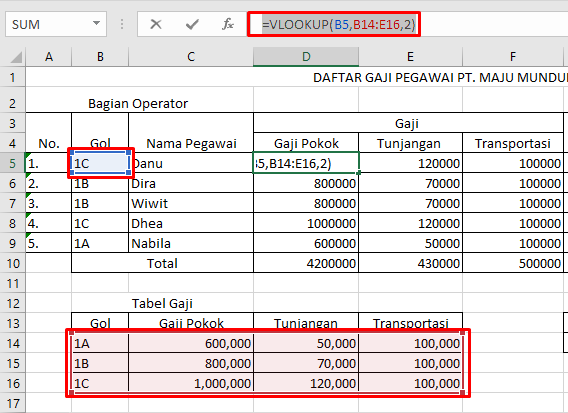 SUM =VLOOKUP(B5,B14:E16,2)
A B C D E F
1 DAFTAR GAJI PEGAWAI PT. MAJU MUNDU
2 Bagian Operator
3 Gaji
4 No. Gol Nama Pegawai Gaji Pokok Tunjangan Transportasi
5 1. 1C Danu B5,B14:E16,2) 120000 100000
6 2. 1B Dira 800000 70000 100000
7 3. 1B Wiwit 800000 70000 100000
8 4. 1C Dhea 1000000 120000 100000
9 5. 1A Nabila 600000 50000 100000
10 Total 4200000 430000 500000
11
12 Tabel Gaji
13 Gol Gaji Pokok Tunjangan Transportasi
14 1A 600,000 50,000 100,000
15 1B 800,000 70,000 100,000
16 1C 1,000,000 120,000 100,000
17